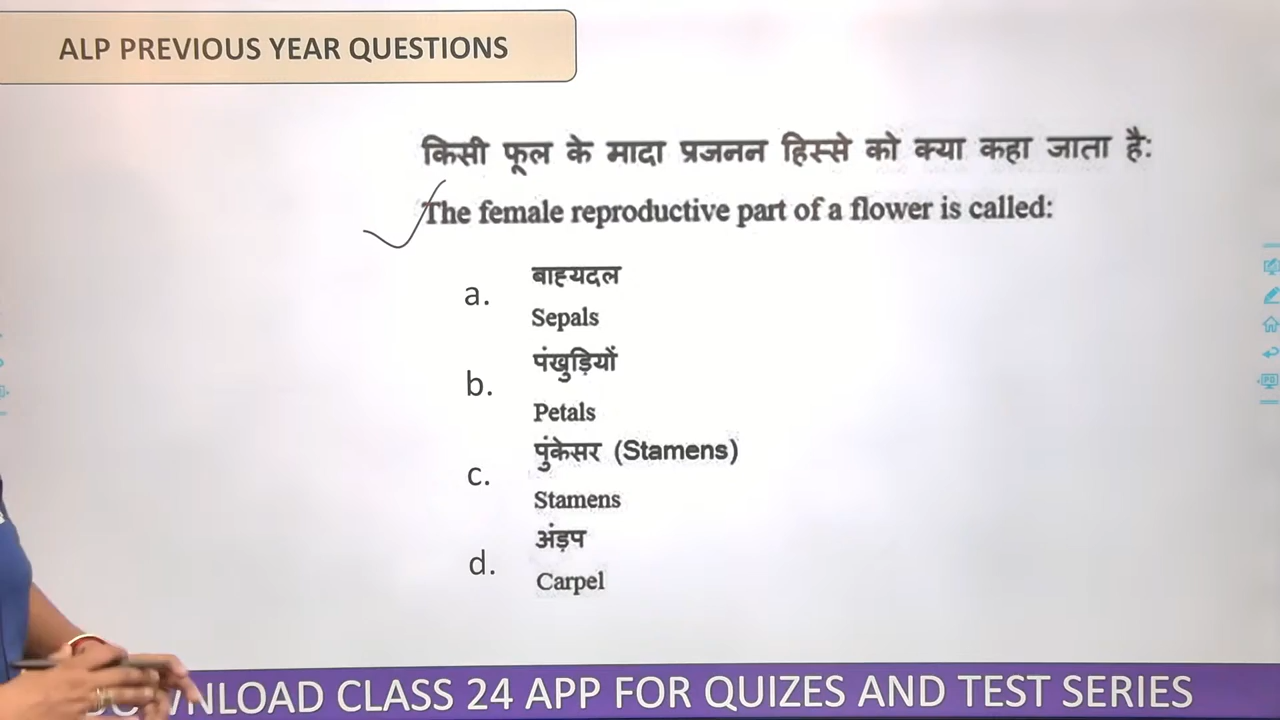 ALP PREVIOUS YEAR QUESTIONS
किसी फूल के मादा प्रजनन हिस्से को क्या कहा जाता है:
The female reproductive part of a flower is called:
a. बाह्यदल
Sepals
b. पंखुड़ियों
Petals
c. पुंकेसर (Stamens)
Stamens
d. अंड़प
Carpel
NLOAD CLASS 24 APP FOR QUIZES AND TEST SERIES